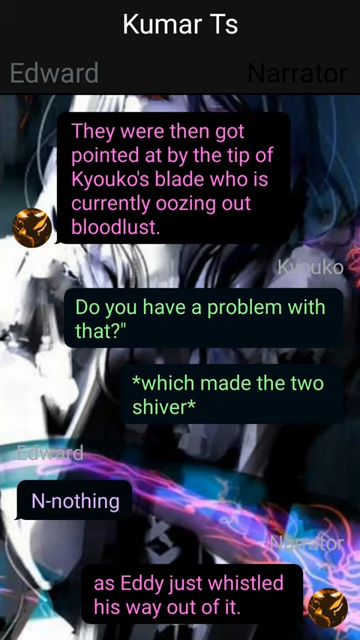 Kumar Ts
Edward
Narrator
They were then got
pointed at by the tip of
Kyouko's blade who is
currently oozing out
bloodlust.
Kyouko
Do you have a problem with
that?"
*which made the two
shiver*
Edward
N-nothing
Narrator
as Eddy just whistled
his way out of it.